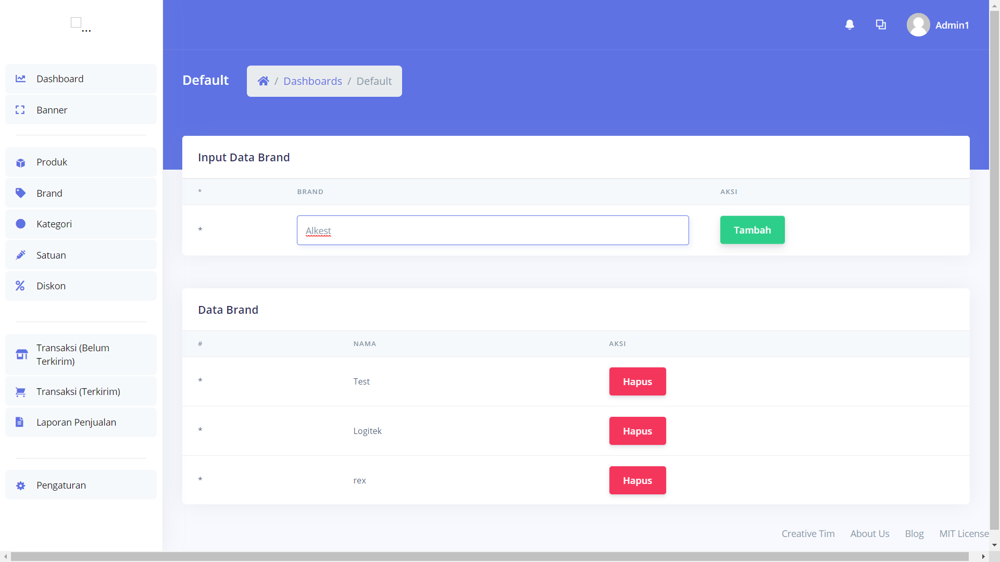 ...
Admin1
Default
/ Dashboards / Default
Dashboard
Banner
Produk
Brand
Kategori
Satuan
Diskon
Transaksi (Belum
Terkirim)
Transaksi (Terkirim)
Laporan Penjualan
Pengaturan
Input Data Brand
* BRAND AKSI
* Alkest Tambah
Data Brand
# NAMA AKSI
* Test Hapus
* Logitek Hapus
* rex Hapus
Creative Tim About Us Blog MIT License